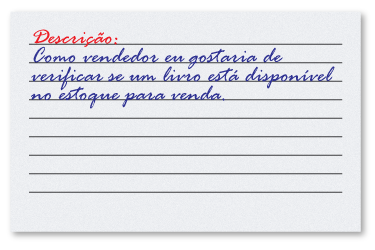 Descrição:
Como vendedor eu gostaria de
verificar se um livro está disponível
no estoque para venda.